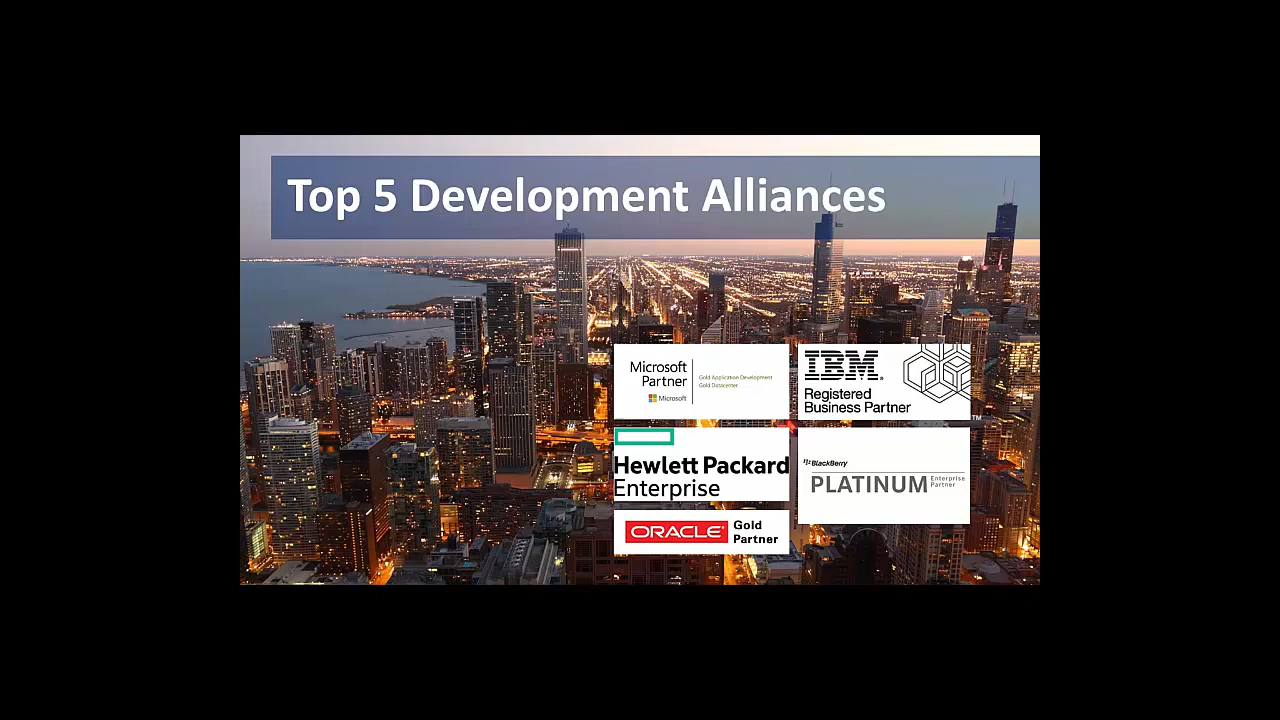 Top 5 Development Alliances
Microsoft
Partner
Gold Application Development
Gold Datacenter
Microsoft
IBM®
Registered
Business Partner
TM
Hewlett Packard
Enterprise
BlackBerry
PLATINUM
Enterprise
Partner
ORACLE®
Gold
Partner